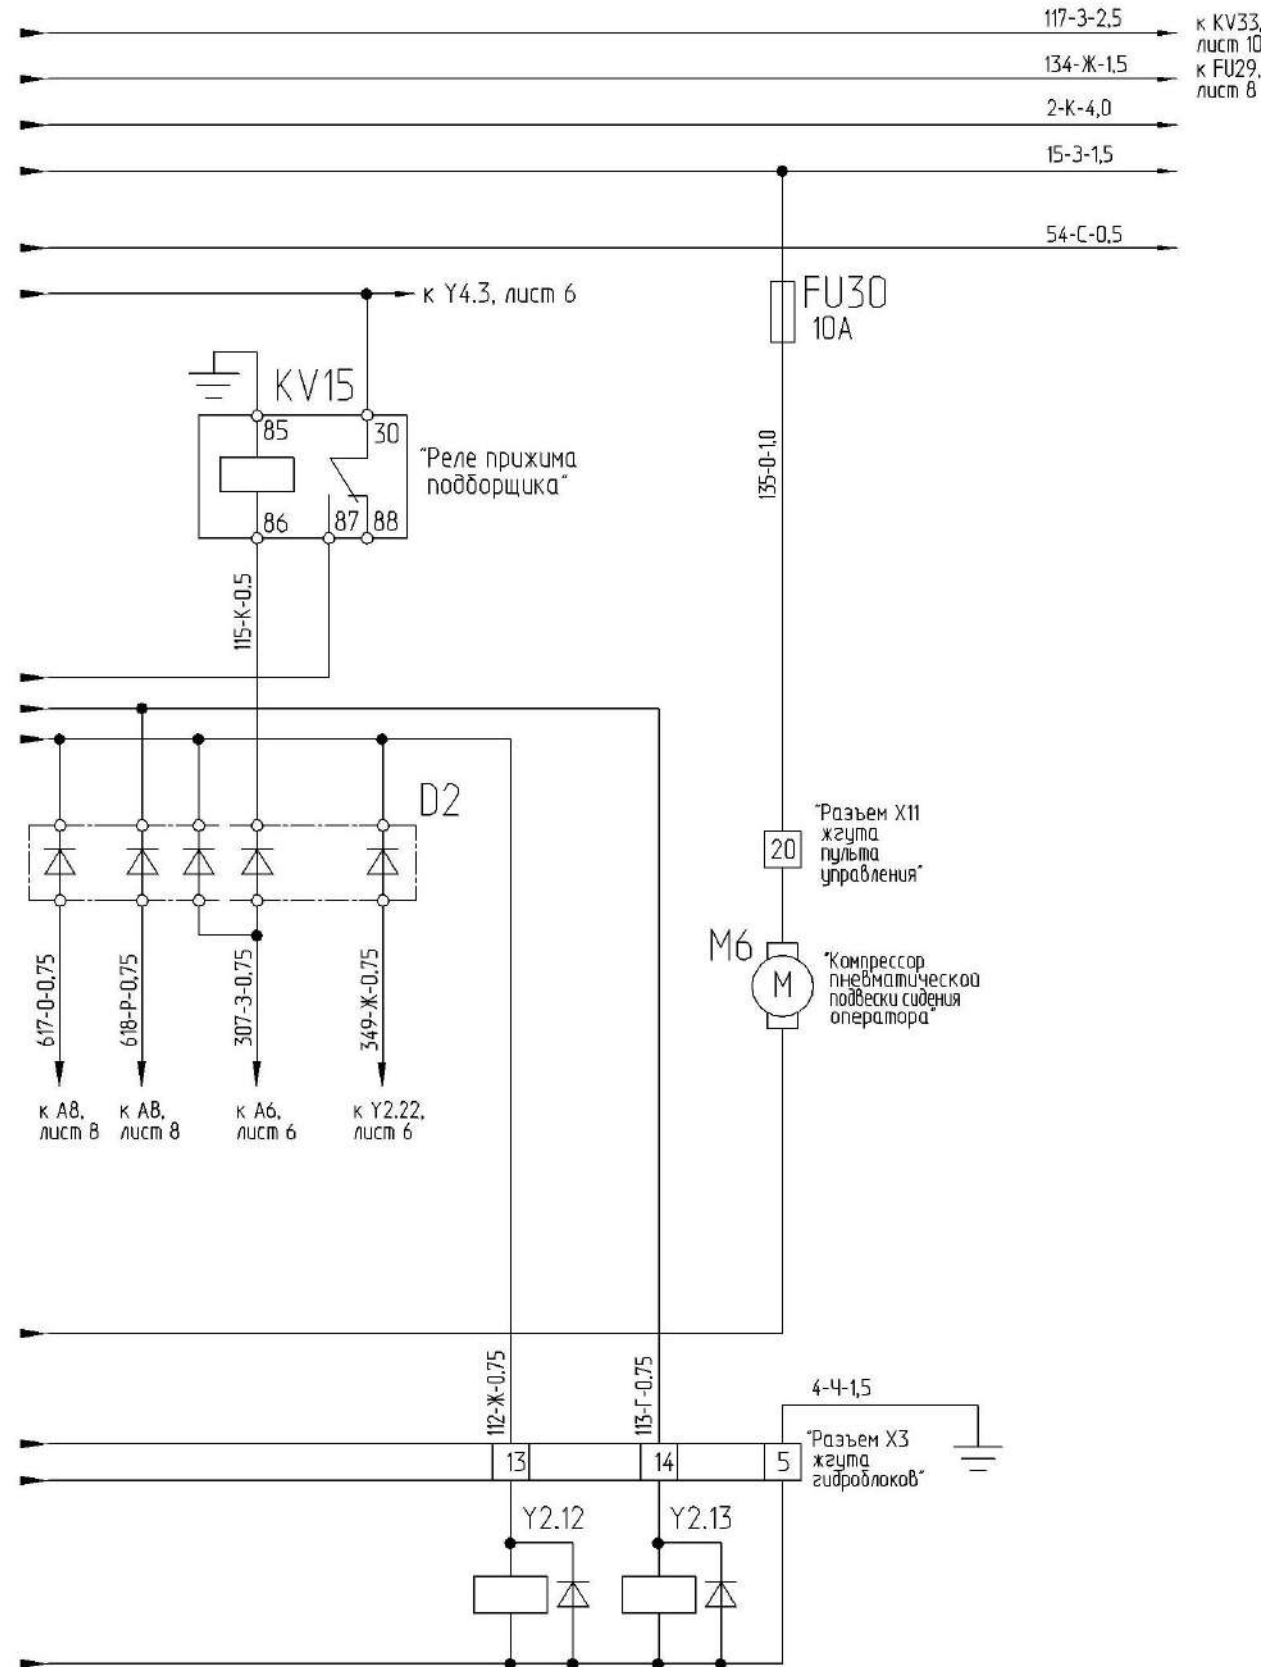 117-З-2,5
к KV33,
лист 10
134-Ж-1,5
к FU29,
лист 8
2-К-4,0
15-З-1,5
54-С-0,5
к Y4.3, лист 6
FU30
10А
KV15
85
30
"Реле прижима
подборщика"
86
87
88
135-О-1,0
115-К-0,5
D2
"Разъем Х11
жгута
пульта
управления"
20
М6
М
"Компрессор
пневматической
подвески сидения
оператора"
617-О-0,75
618-Р-0,75
307-З-0,75
349-Ж-0,75
к А8,
лист 8
к А8,
лист 8
к А6,
лист 6
к Y2.22,
лист 6
112-Ж-0,75
113-Г-0,75
4-Ч-1,5
13
14
5
"Разъем Х3
жгута
гидроблоков"
Y2.12
Y2.13